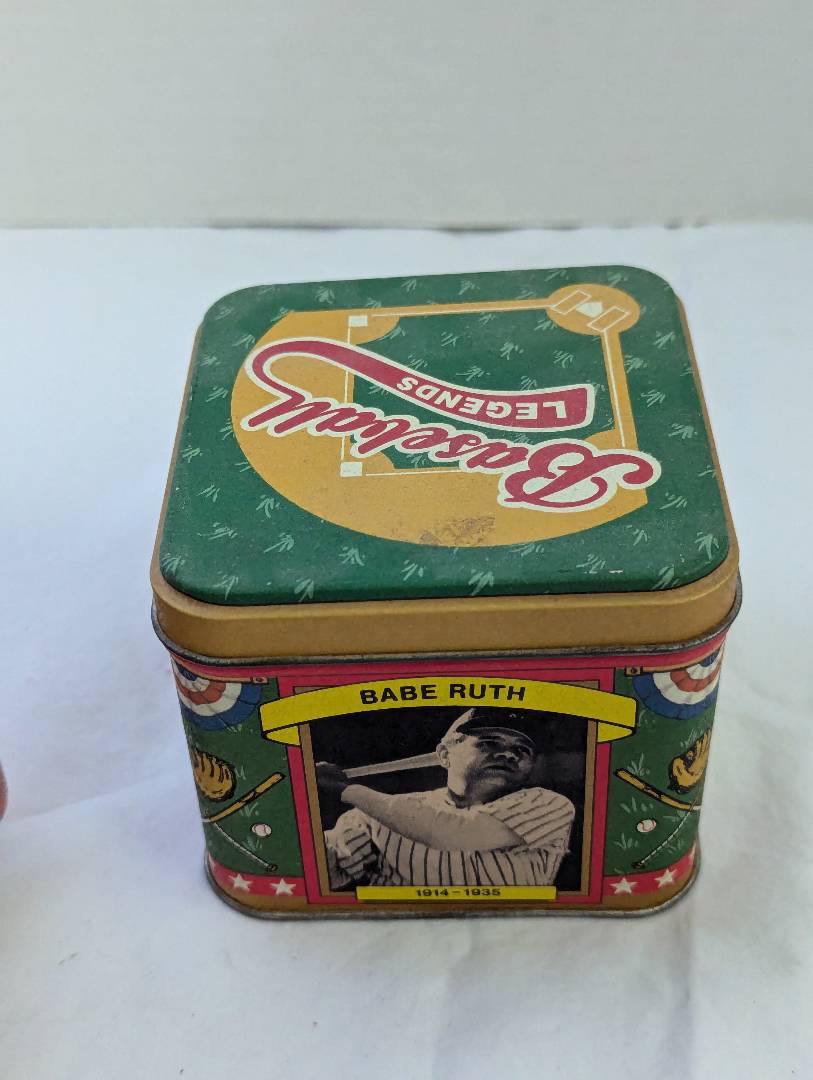 Baseball
LEGENDS
BABE RUTH
1914-1935